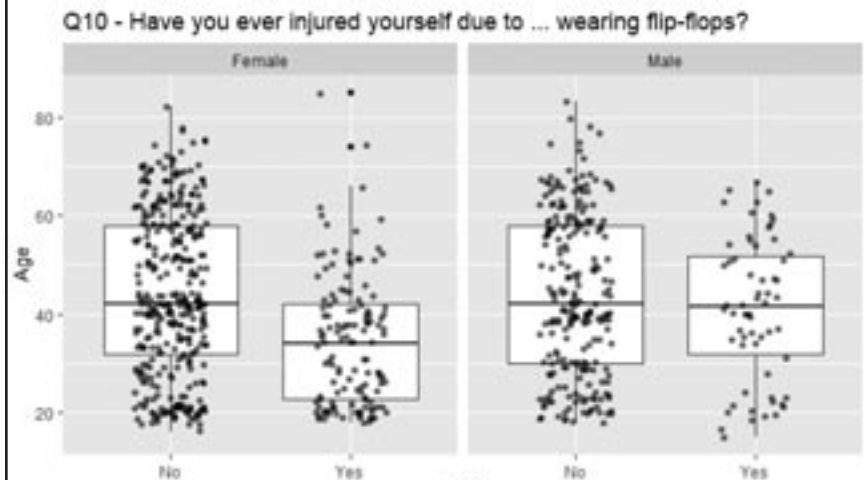 Q10 - Have you ever injured yourself due to ... wearing flip-flops?
Female
Male
80
60
40
20
Age
No
Yes
No
Yes